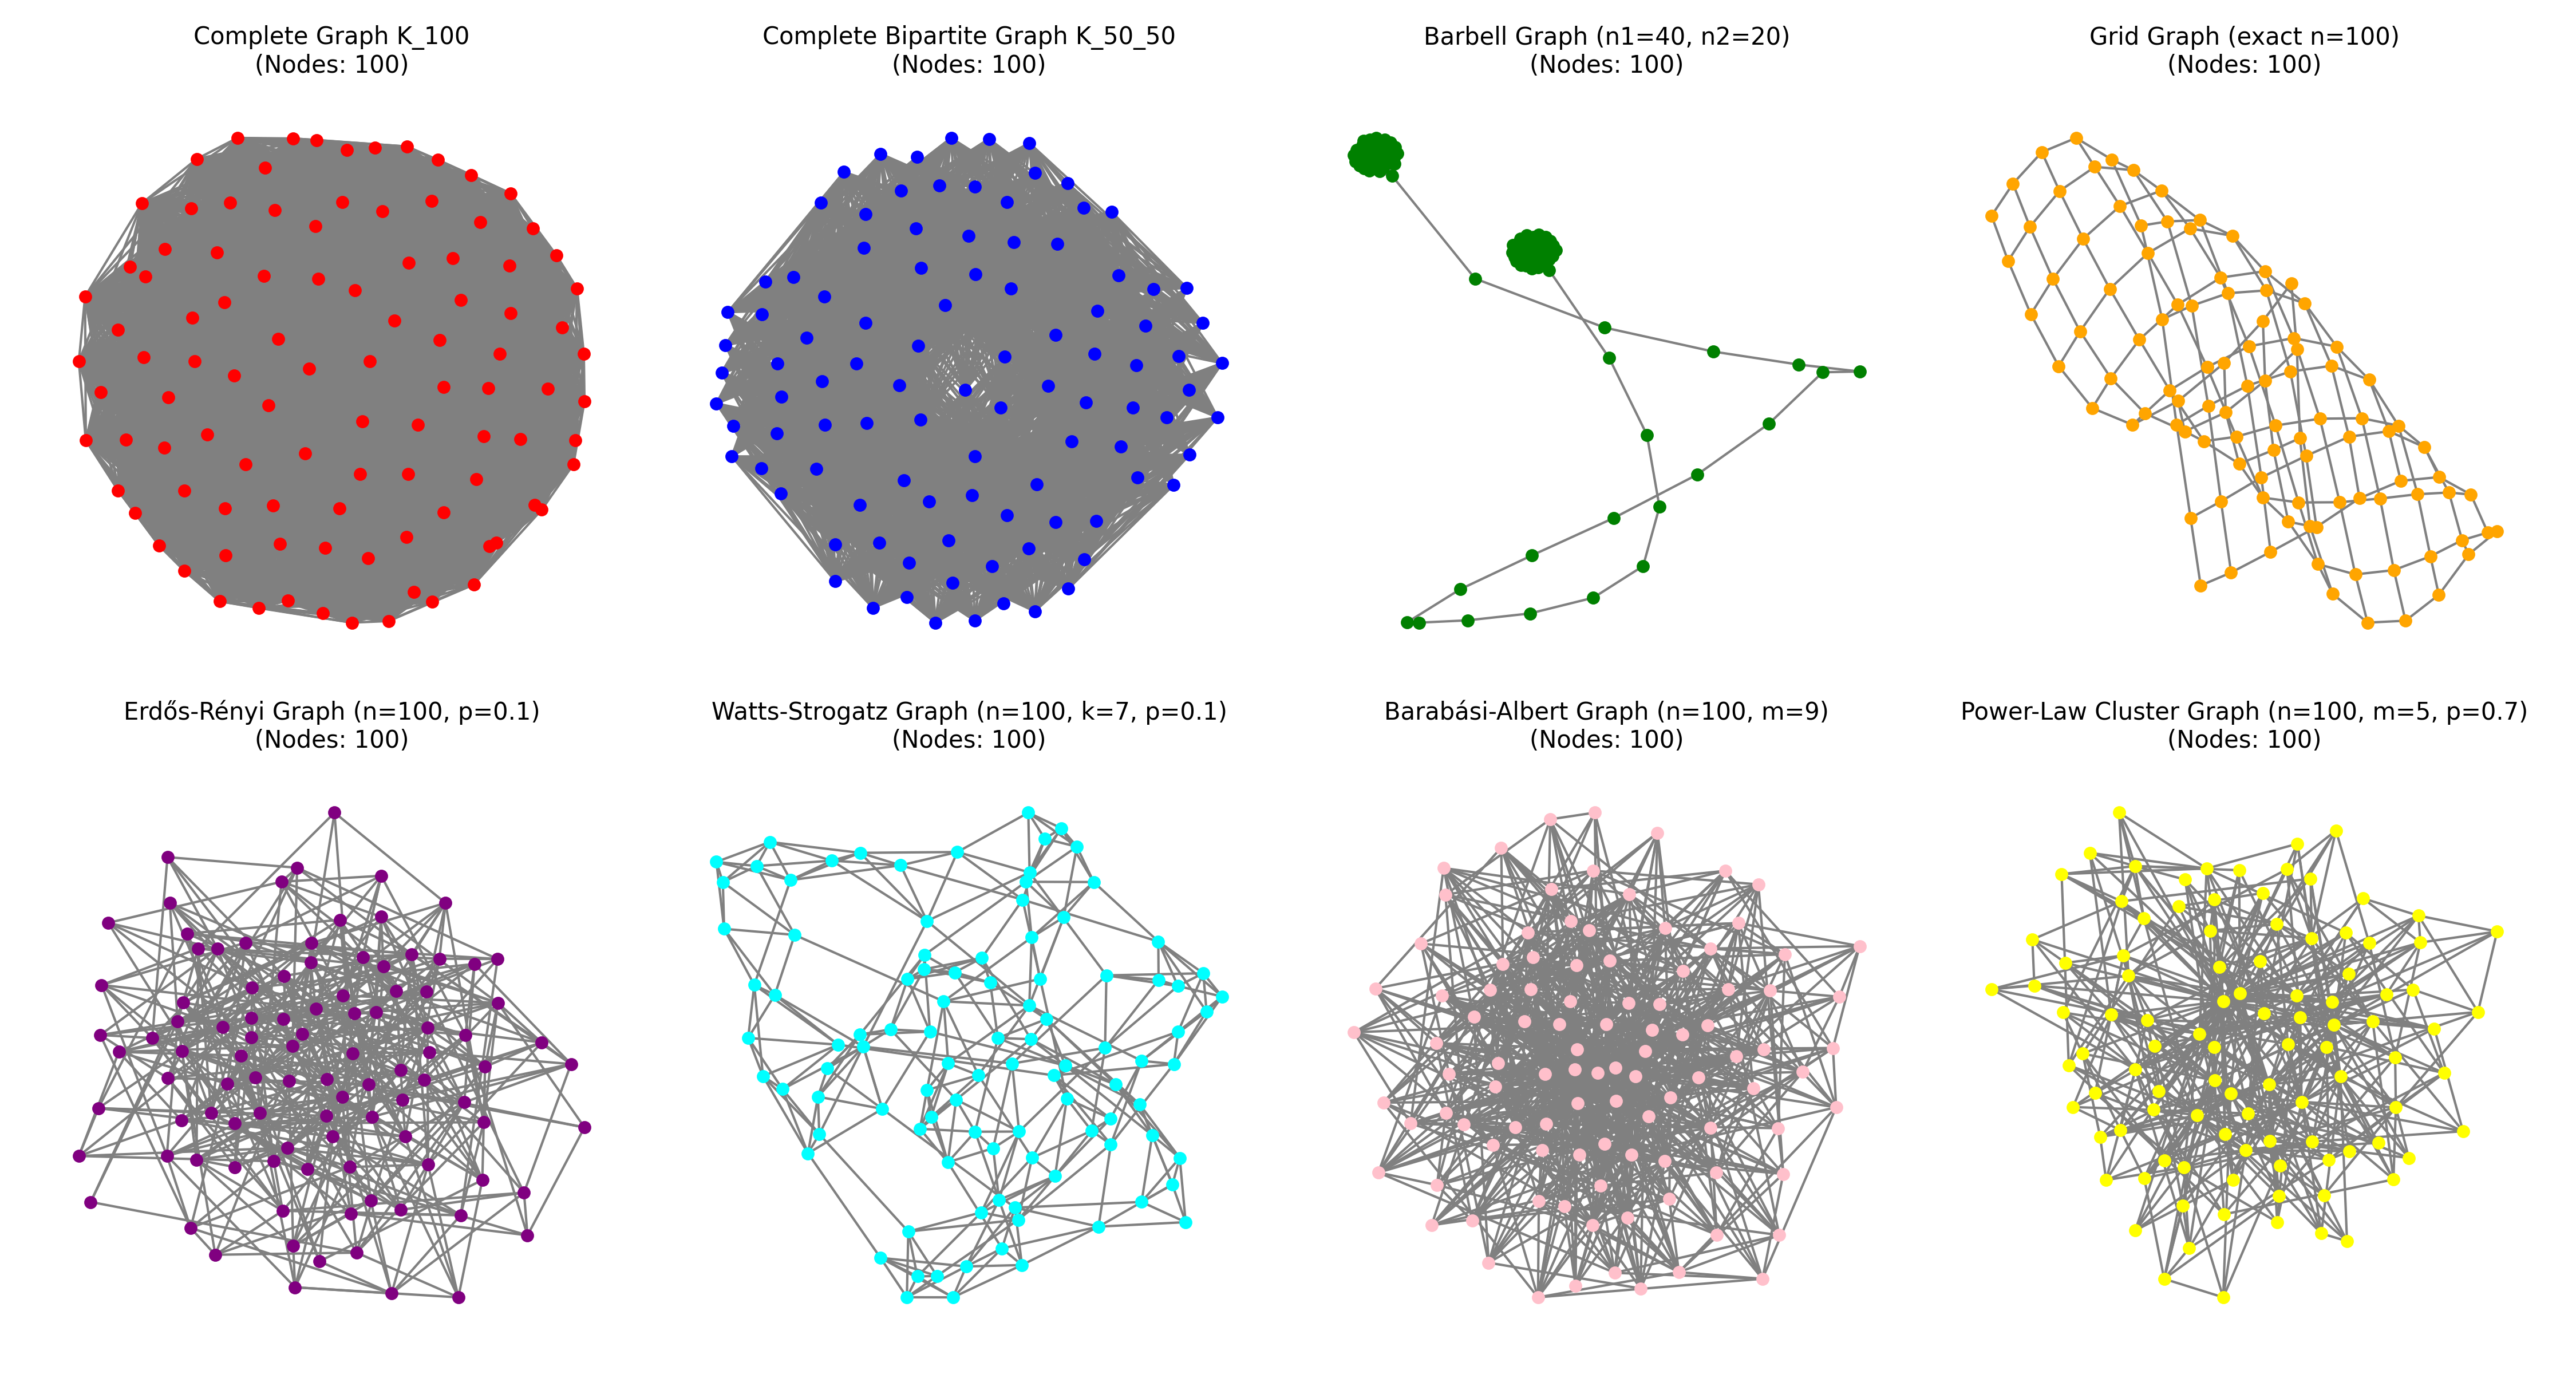 Complete Graph K_100
(Nodes: 100)
Complete Bipartite Graph K_50_50
(Nodes: 100)
Barbell Graph (n1=40, n2=20)
(Nodes: 100)
Grid Graph (exact n=100)
(Nodes: 100)
Erdős-Rényi Graph (n=100, p=0.1)
(Nodes: 100)
Watts-Strogatz Graph (n=100, k=7, p=0.1)
(Nodes: 100)
Barabási-Albert Graph (n=100, m=9)
(Nodes: 100)
Power-Law Cluster Graph (n=100, m=5, p=0.7)
(Nodes: 100)